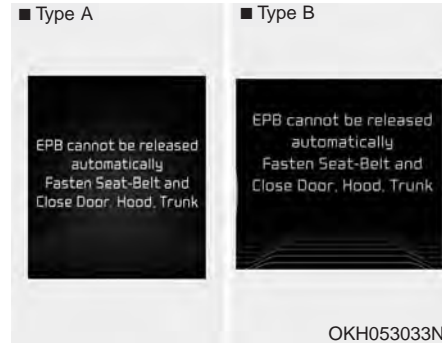 ■ Type A
■ Type B
EPB cannot be released
automatically
Fasten Seat-Belt and
Close Door, Hood, Trunk
EPB cannot be released
automatically
Fasten Seat-Belt and
Close Door, Hood, Trunk
OKH053033N